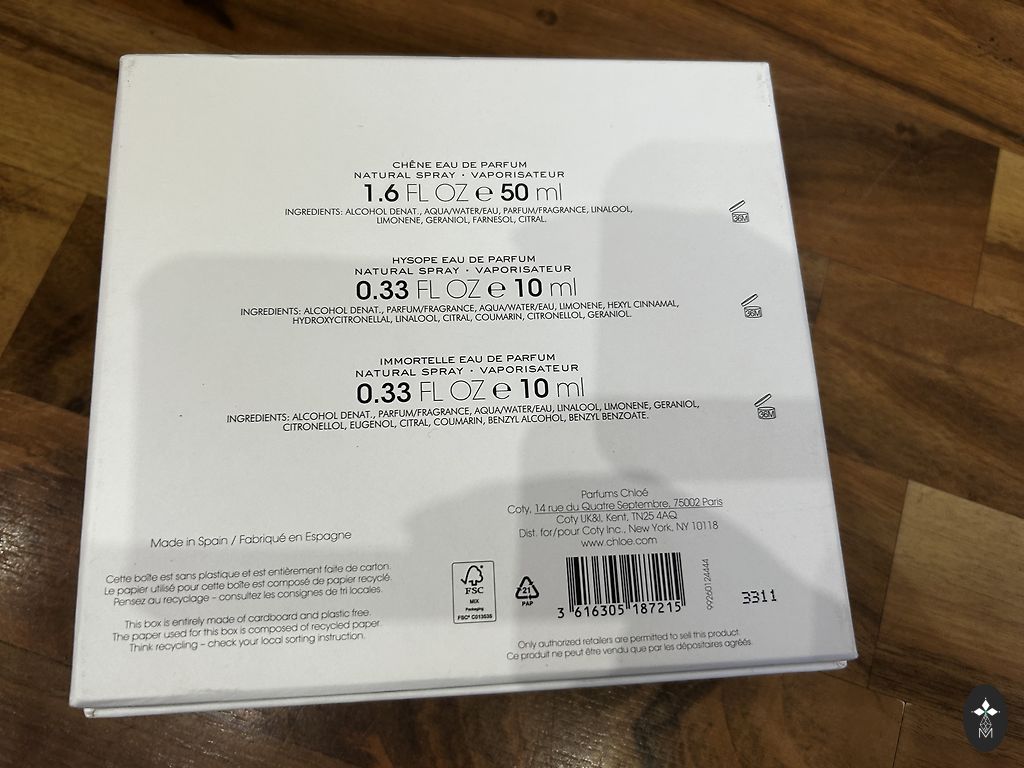 CHÊNE EAU DE PARFUM
NATURAL SPRAY · VAPORISATEUR
1.6 FL OZ ℮ 50 ml
INGREDIENTS: ALCOHOL DENAT., AQUA/WATER/EAU, PARFUM/FRAGRANCE, LINALOOL,
LIMONENE, GERANIOL, FARNESOL, CITRAL.
36M
HYSOPE EAU DE PARFUM
NATURAL SPRAY · VAPORISATEUR
0.33 FL OZ ℮ 10 ml
INGREDIENTS: ALCOHOL DENAT., PARFUM/FRAGRANCE, AQUA/WATER/EAU, LIMONENE, HEXYL CINNAMAL,
HYDROXYCITRONELLAL, LINALOOL, CITRAL, COUMARIN, CITRONELLOL, GERANIOL.
36M
IMMORTELLE EAU DE PARFUM
NATURAL SPRAY · VAPORISATEUR
0.33 FL OZ ℮ 10 ml
INGREDIENTS: ALCOHOL DENAT., PARFUM/FRAGRANCE, AQUA/WATER/EAU, LINALOOL, LIMONENE, GERANIOL,
CITRONELLOL, EUGENOL, CITRAL, COUMARIN, BENZYL ALCOHOL, BENZYL BENZOATE.
36M
Parfums Chloé
Coty, 14 rue du Quatre Septembre, 75002 Paris
Coty UK&I, Kent, TN25 4AQ
Dist. for/pour Coty Inc., New York, NY 10118
www.chloe.com
Made in Spain / Fabriqué en Espagne
Cette boîte est sans plastique et est entièrement faite de carton.
Le papier utilisé pour cette boîte est composé de papier recyclé.
Pensez au recyclage - consultez les consignes de tri locales.
This box is entirely made of cardboard and plastic free.
The paper used for this box is composed of recycled paper.
Think recycling - check your local sorting instruction.
FSC
MIX
Packaging
FSC® C013535
21
PAP
3 616305 187215
99260124444
3311
Only authorized retailers are permitted to sell this product.
Ce produit ne peut être vendu que par les dépositaires agréés.
M